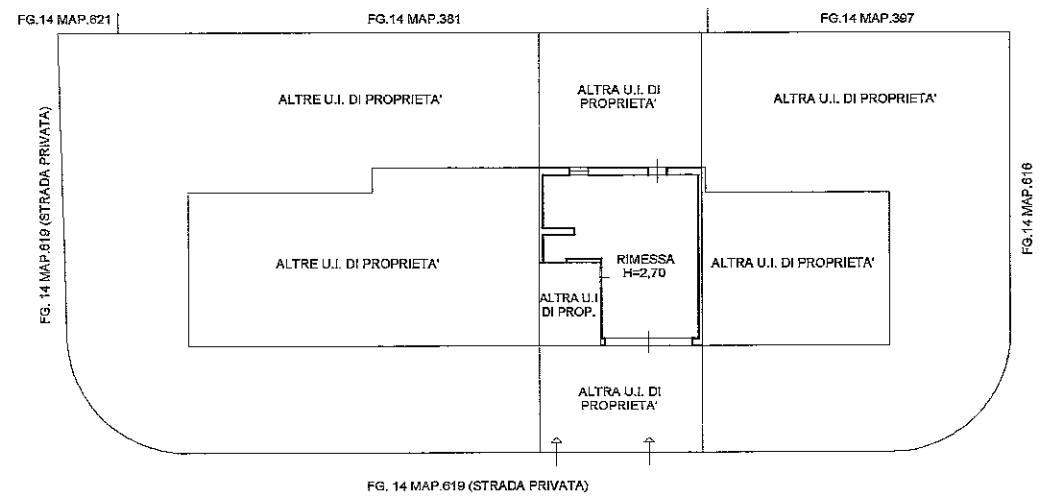 FG.14 MAP.621
FG.14 MAP.381
FG.14 MAP.397
ALTRE U.I. DI PROPRIETA'
ALTRA U.I. DI
PROPRIETA'
ALTRA U.I. DI PROPRIETA'
FG. 14 MAP.619 (STRADA PRIVATA)
FG.14 MAP.616
ALTRE U.I. DI PROPRIETA'
RIMESSA
H=2,70
ALTRA U.I. DI PROPRIETA'
ALTRA U.I
DI PROP.
ALTRA U.I. DI
PROPRIETA'
FG. 14 MAP.619 (STRADA PRIVATA)